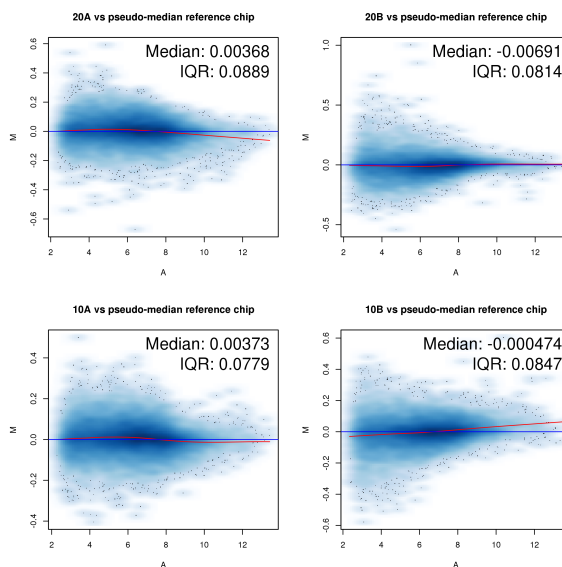 20A vs pseudo-median reference chip
Median: 0.00368
IQR: 0.0889
0.6
0.4
0.2
0.0
-0.2
-0.4
-0.6
M
2 4 6 8 10 12
A
20B vs pseudo-median reference chip
Median: -0.00691
IQR: 0.0814
1.0
0.5
0.0
-0.5
M
2 4 6 8 10 12
A
10A vs pseudo-median reference chip
Median: 0.00373
IQR: 0.0779
0.4
0.2
0.0
-0.2
-0.4
M
2 4 6 8 10 12
A
10B vs pseudo-median reference chip
Median: -0.000474
IQR: 0.0847
0.6
0.4
0.2
0.0
-0.2
-0.4
-0.6
M
2 4 6 8 10 12
A